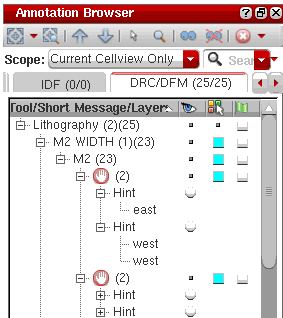 Annotation Browser
Scope: Current Cellview Only Sear
IDF (0/0) DRC/DFM (25/25)
Tool/Short Message/Layer
Lithography (2)(25)
M2 WIDTH (1)(23)
M2 (23)
(2)
Hint
east
Hint
west
west
(2)
Hint
Hint